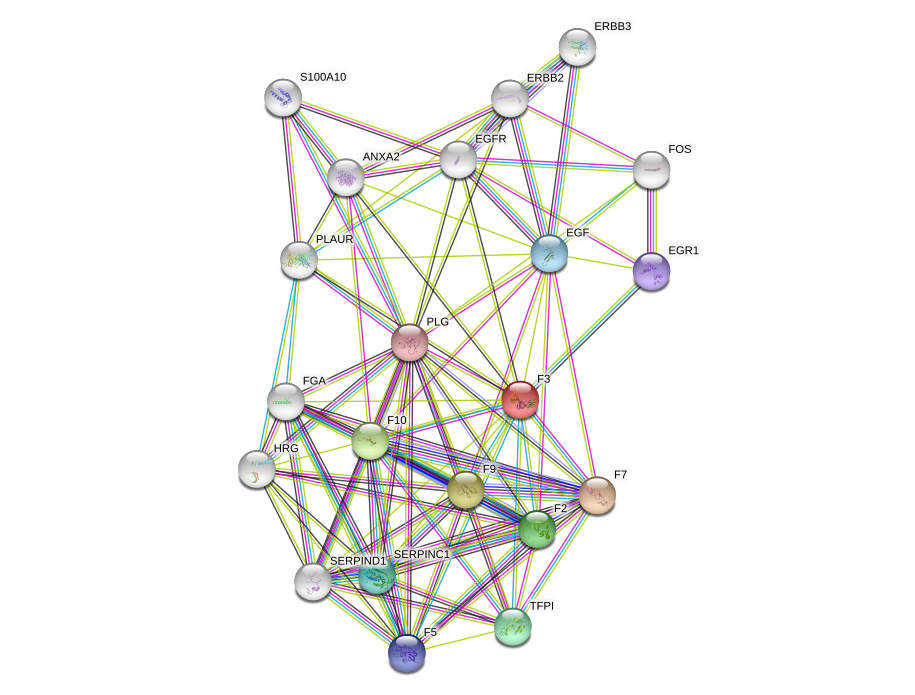 ERBB3
S100A10
ERBB2
EGFR
FOS
ANXA2
EGF
PLAUR
EGR1
PLG
F3
FGA
F10
HRG
F9
F7
F2
SERPIND1
SERPINC1
TFPI
F5